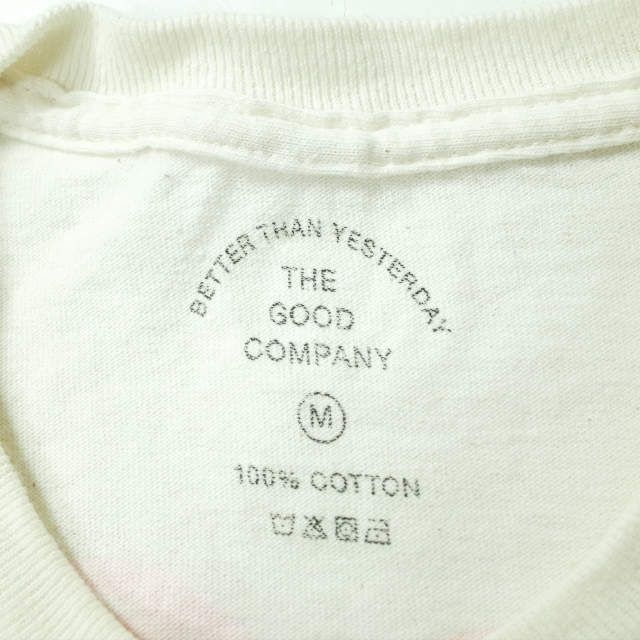 BETTER THAN YESTERDAY
THE
GOOD
COMPANY
M
100% COTTON